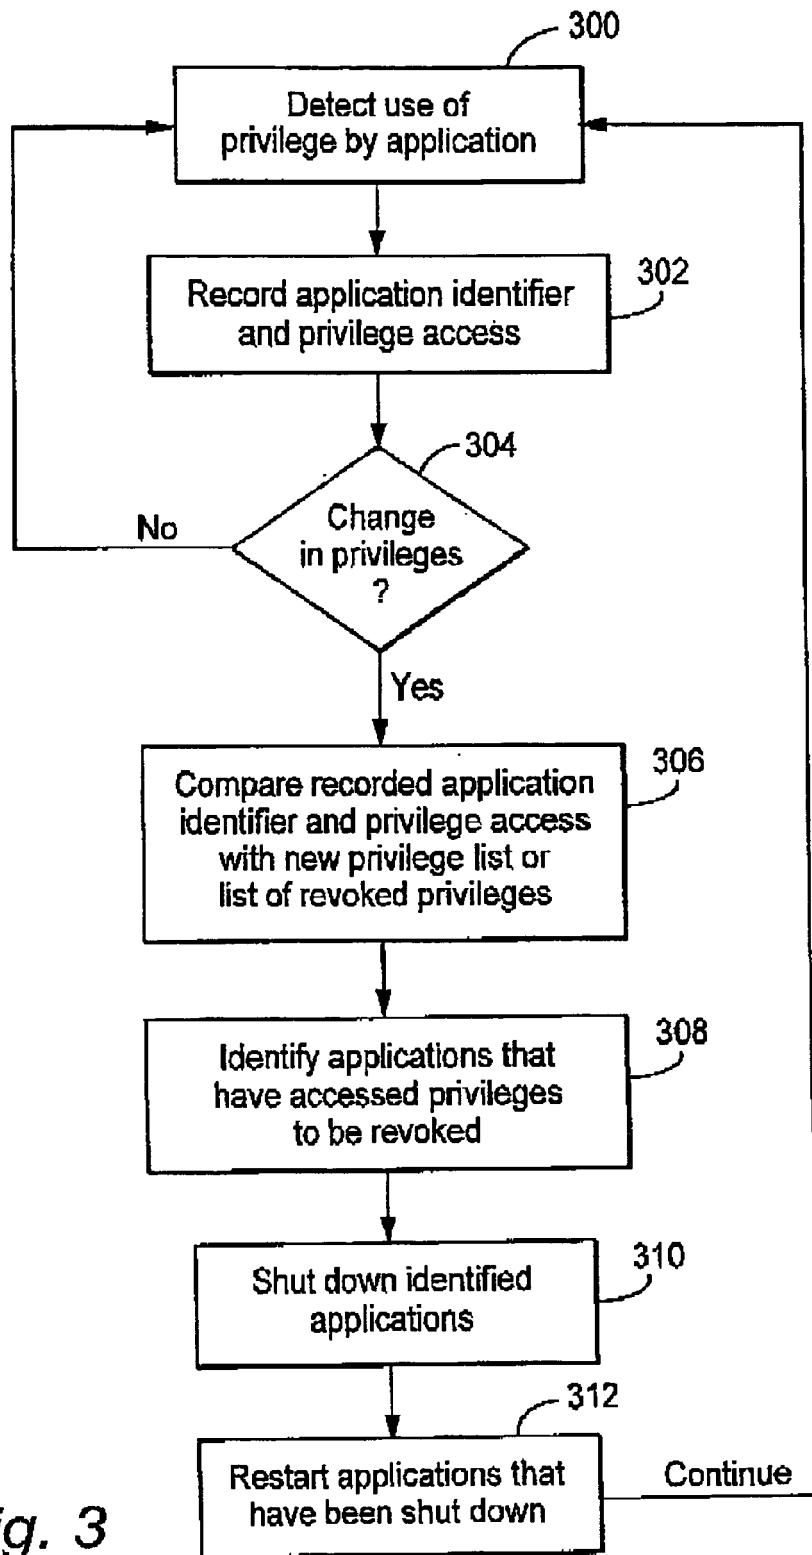 300
Detect use of
privilege by application
302
Record application identifier
and privilege access
304
Change
in privileges
?
No
Yes
306
Compare recorded application
identifier and privilege access
with new privilege list or
list of revoked privileges
308
Identify applications that
have accessed privileges
to be revoked
310
Shut down identified
applications
312
Restart applications that
have been shut down
Continue
ig. 3